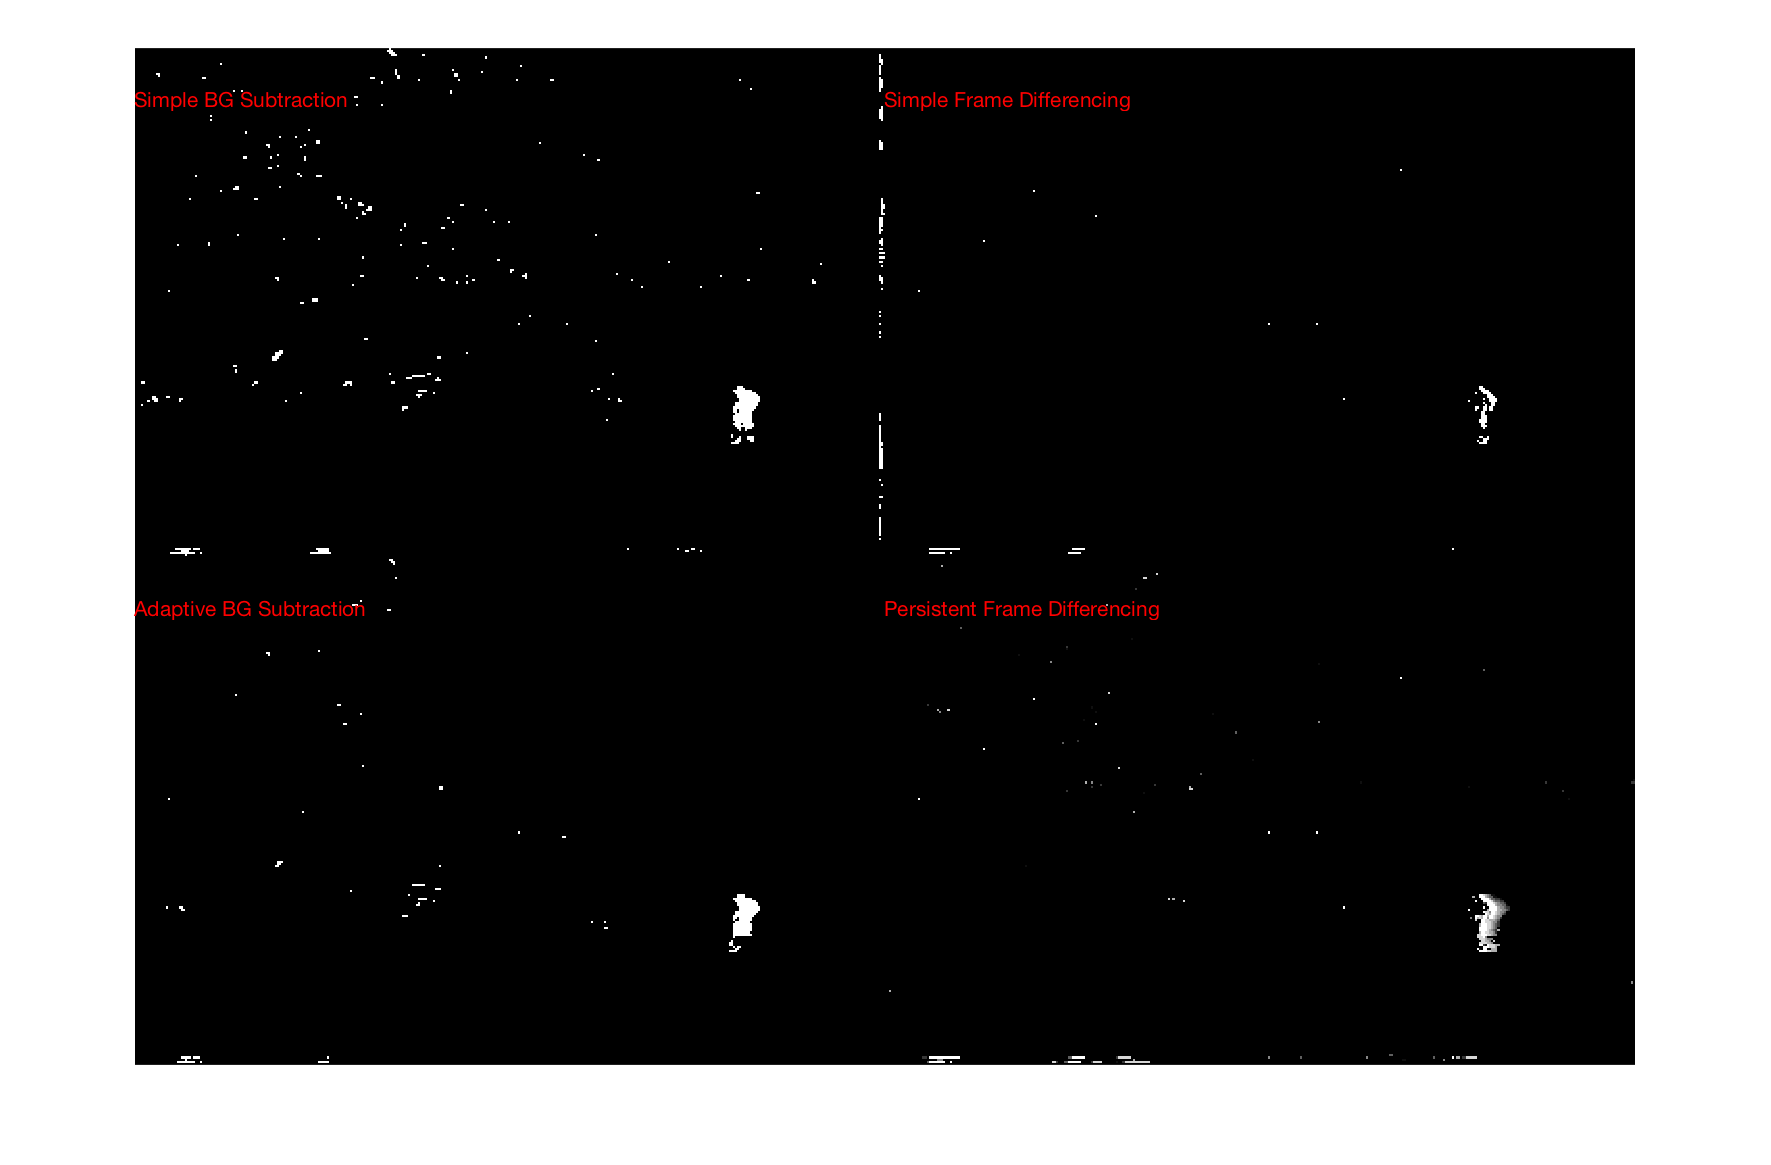 Simple BG Subtraction
Simple Frame Differencing
Adaptive BG Subtraction
Persistent Frame Differencing